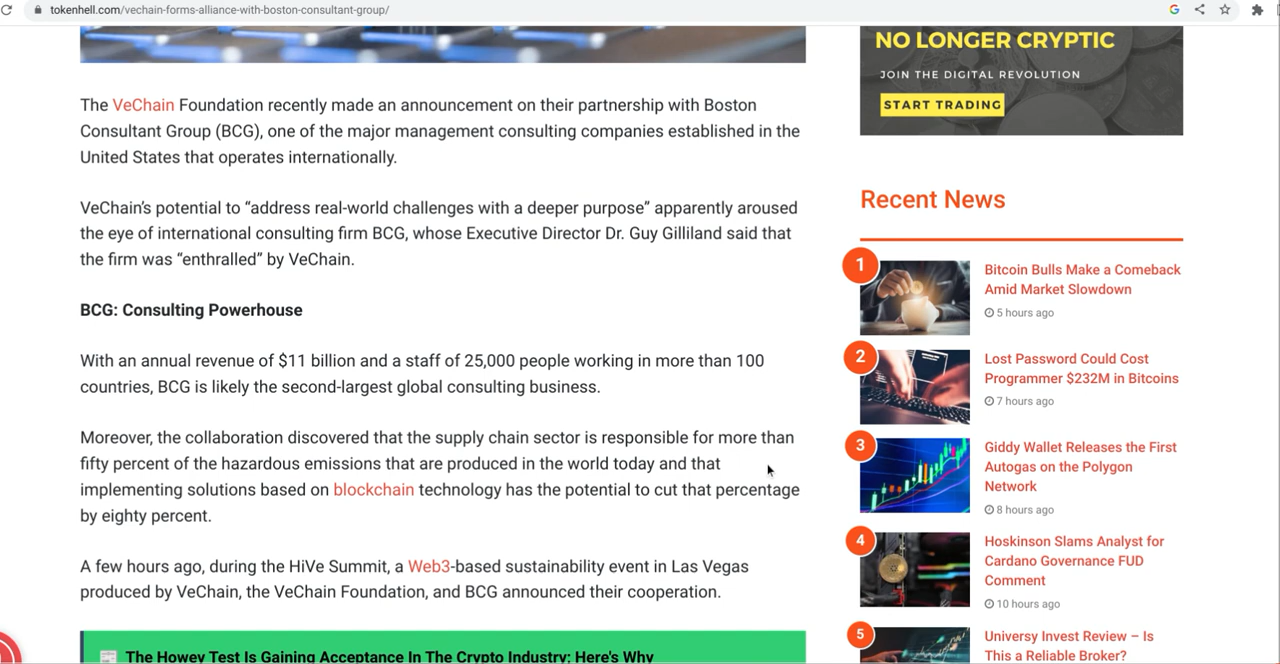 tokenhell.com/vechain-forms-alliance-with-boston-consultant-group/
The VeChain Foundation recently made an announcement on their partnership with Boston
Consultant Group (BCG), one of the major management consulting companies established in the
United States that operates internationally.
VeChain's potential to “address real-world challenges with a deeper purpose” apparently aroused
the eye of international consulting firm BCG, whose Executive Director Dr. Guy Gilliland said that
the firm was “enthralled” by VeChain.
BCG: Consulting Powerhouse
With an annual revenue of $11 billion and a staff of 25,000 people working in more than 100
countries, BCG is likely the second-largest global consulting business.
Moreover, the collaboration discovered that the supply chain sector is responsible for more than
fifty percent of the hazardous emissions that are produced in the world today and that
implementing solutions based on blockchain technology has the potential to cut that percentage
by eighty percent.
A few hours ago, during the HiVe Summit, a Web3-based sustainability event in Las Vegas
produced by VeChain, the VeChain Foundation, and BCG announced their cooperation.
The Howey Test Is Gaining Acceptance In The Crypto Industry; Here's Why
NO LONGER CRYPTIC
JOIN THE DIGITAL REVOLUTION
START TRADING
Recent News
1
Bitcoin Bulls Make a Comeback
Amid Market Slowdown
5 hours ago
2
Lost Password Could Cost
Programmer $232M in Bitcoins
7 hours ago
3
Giddy Wallet Releases the First
Autogas on the Polygon
Network
8 hours ago
4
Hoskinson Slams Analyst for
Cardano Governance FUD
Comment
10 hours ago
5
Universy Invest Review – Is
This a Reliable Broker?